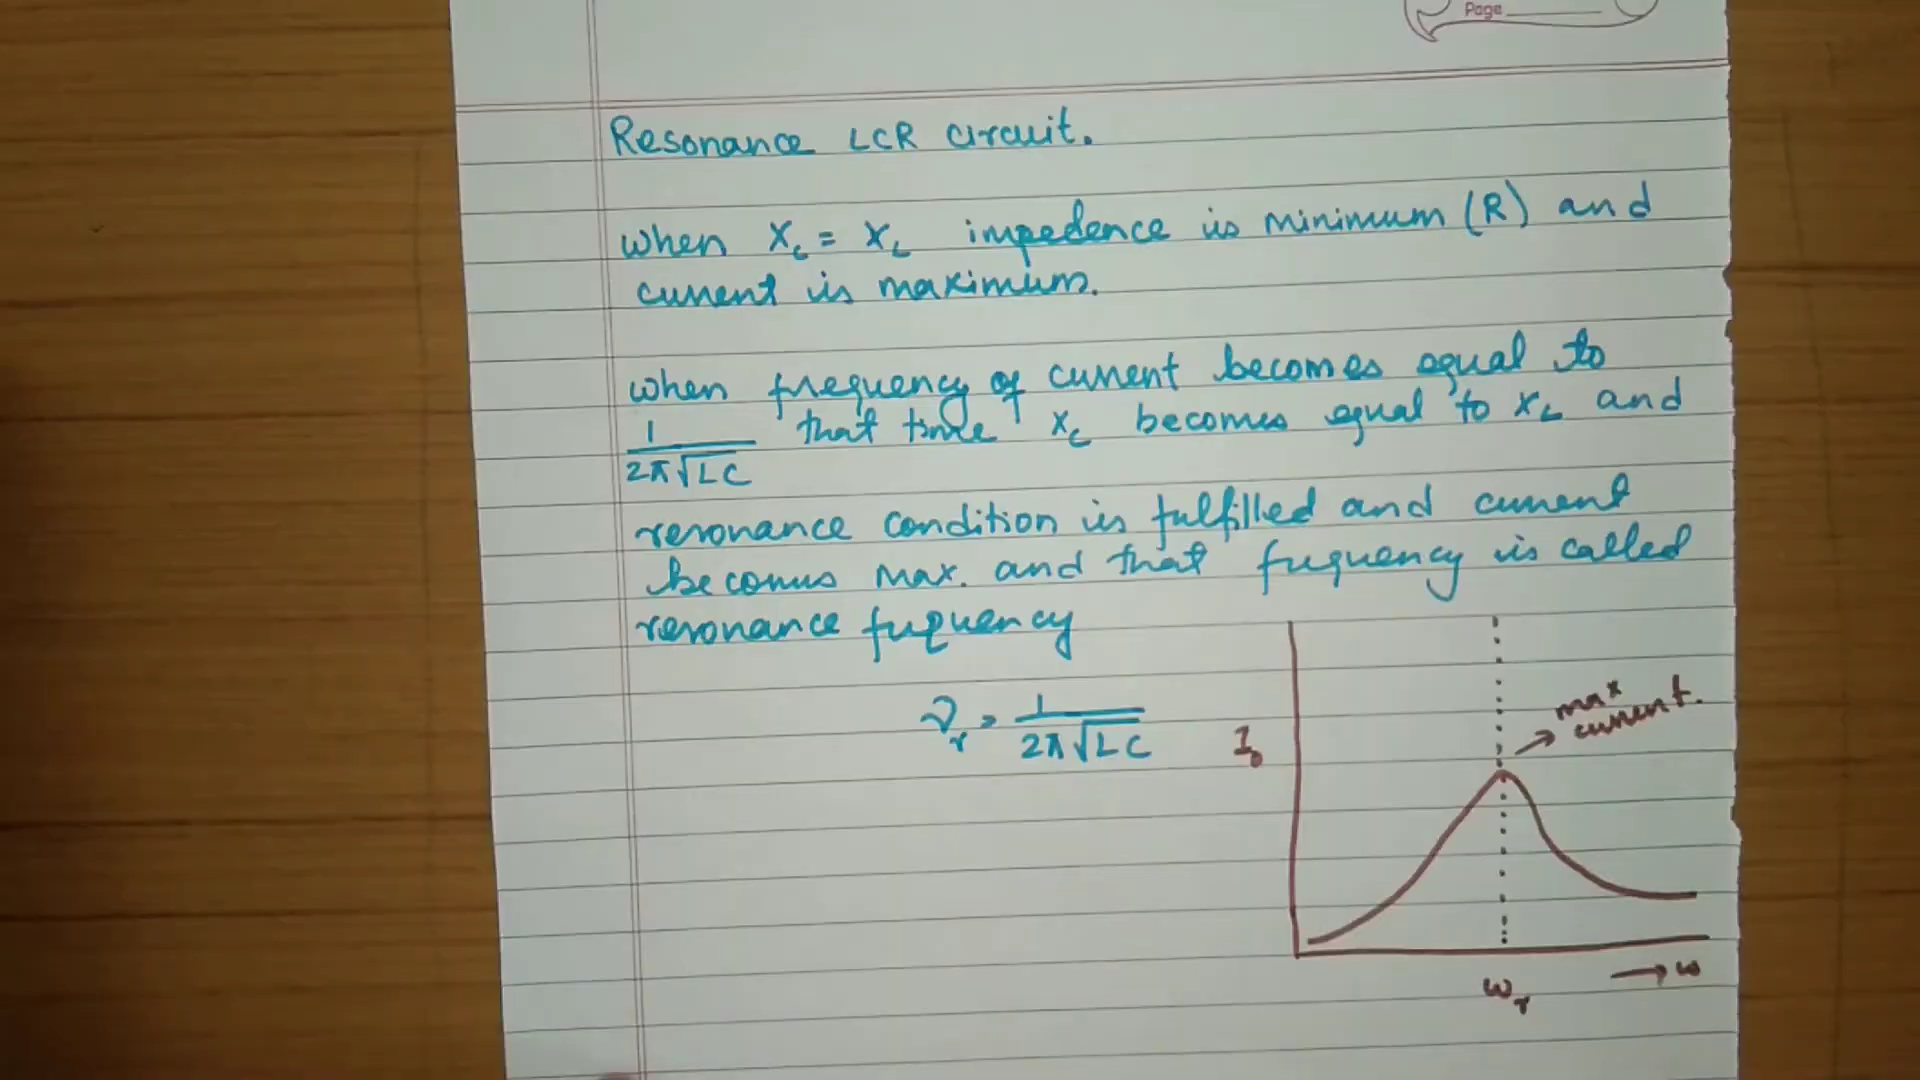 Page
Resonance LCR circuit.
when Xc = XL impedence is minimum (R) and
current is maximum.
when frequency of current becomes equal to
1/2π√LC that time Xc becomes equal to XL and
resonance condition is fulfilled and current
becomes max. and that frequency is called
resonance frequency
νr = 1/2π√LC
max
current.
I₀
→ ω
ωr